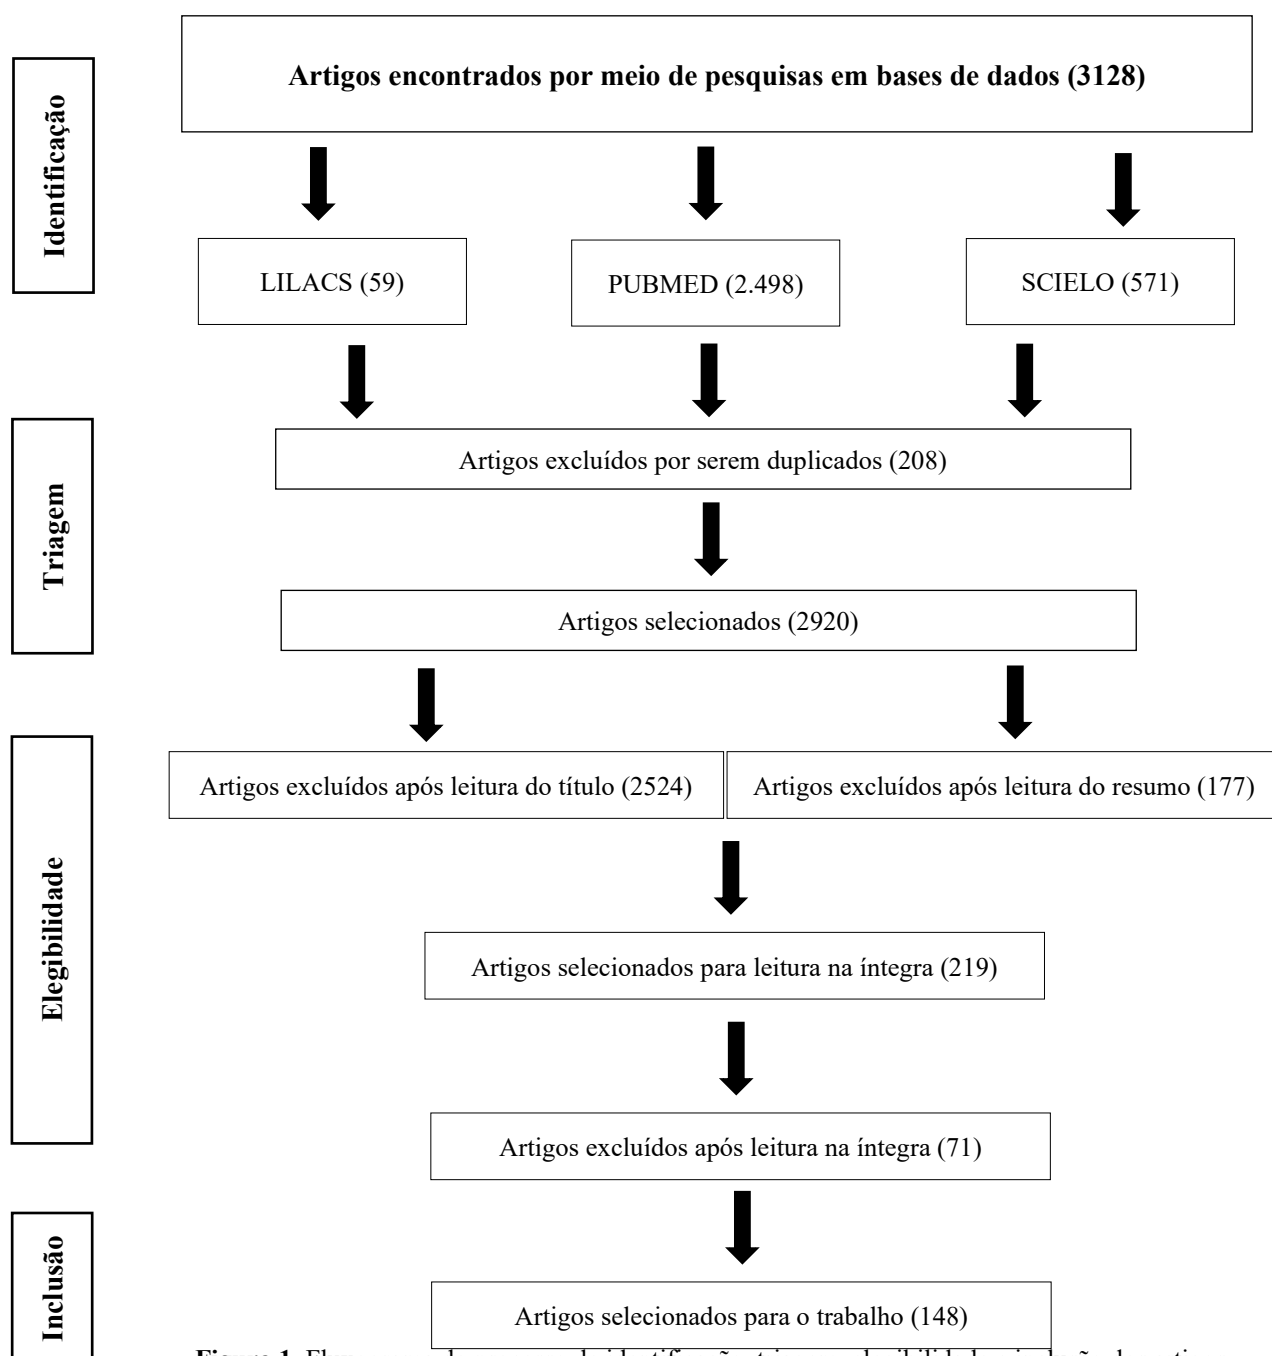 Identificação
Artigos encontrados por meio de pesquisas em bases de dados (3128)
LILACS (59)
PUBMED (2.498)
SCIELO (571)
Triagem
Artigos excluídos por serem duplicados (208)
Artigos selecionados (2920)
Elegibilidade
Artigos excluídos após leitura do título (2524)
Artigos excluídos após leitura do resumo (177)
Artigos selecionados para leitura na íntegra (219)
Artigos excluídos após leitura na íntegra (71)
Inclusão
Artigos selecionados para o trabalho (148)
Figura 1.